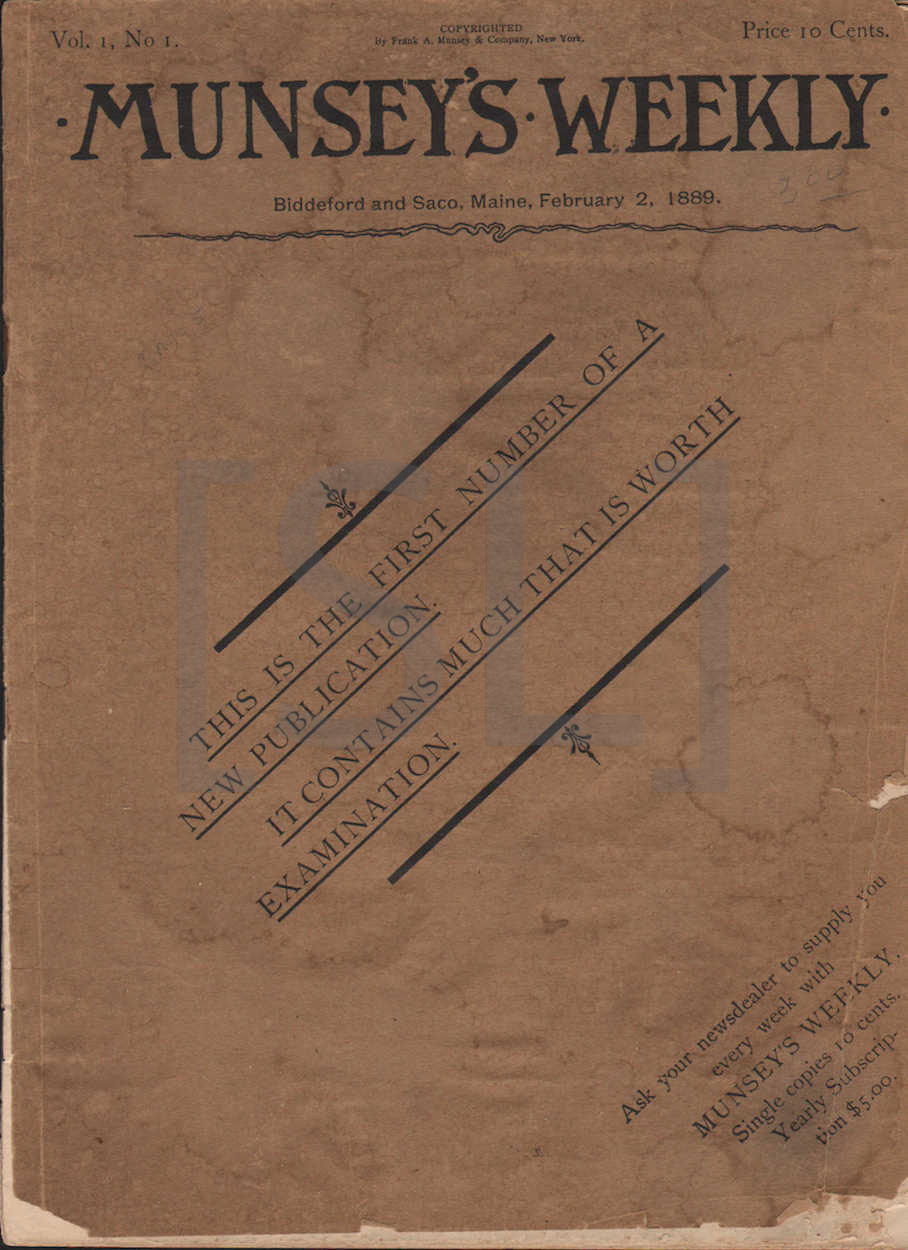 Vol. 1, No 1.
COPYRIGHTED
By Frank A. Munsey & Company, New York.
Price 10 Cents.
·MUNSEY'S·WEEKLY·
Biddeford and Saco, Maine, February 2, 1889.
THIS IS THE FIRST NUMBER OF A
NEW PUBLICATION.
IT CONTAINS MUCH THAT IS WORTH
EXAMINATION.
[SL]
Ask your newsdealer to supply you
every week with
MUNSEY'S WEEKLY.
Single copies 10 cents.
Yearly Subscrip-
tion $5.00.